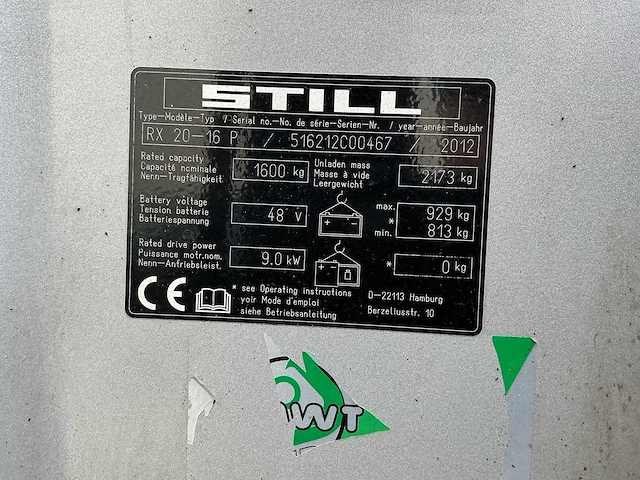 STILL
Type-Modèle-Typ / Serial no.-No. de série-Serien-Nr. / year-année-Baujahr
RX 20-16 P / 516212C00467 / 2012
Rated capacity
Capacité nominale
Nenn-Tragfähigkeit
1600 kg
Unladen mass
Masse à vide
Leergewicht
2173 kg
Battery voltage
Tension batterie
Batteriespannung
48 V
+ -
max. 929 kg
*
min. 813 kg
Rated drive power
Puissance motr.nom.
Nenn-Antriebsleist.
9.0 kW
+ -
* 0 kg
CE
* see Operating instructions
voir Mode d'emploi
siehe Betriebsanleitung
D-22113 Hamburg
Berzeliusstr. 10
WT